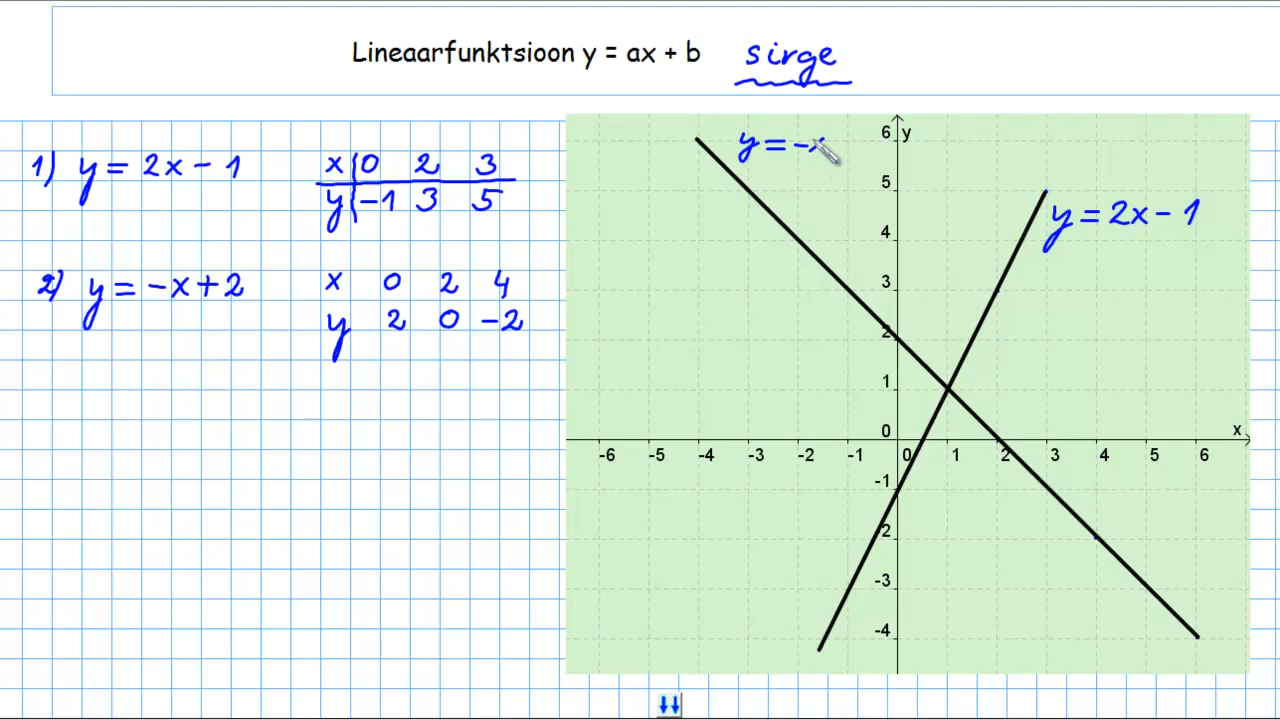 Lineaarfunktsioon y = ax + b sirge
1) y = 2x - 1
x 0 2 3
y -1 3 5
2) y = -x + 2
x 0 2 4
y 2 0 -2
y = -x
y = 2x - 1
y
6
5
4
3
2
1
0
-1
2
-3
-4
x
-6 -5 -4 -3 -2 -1 0 1 2 3 4 5 6